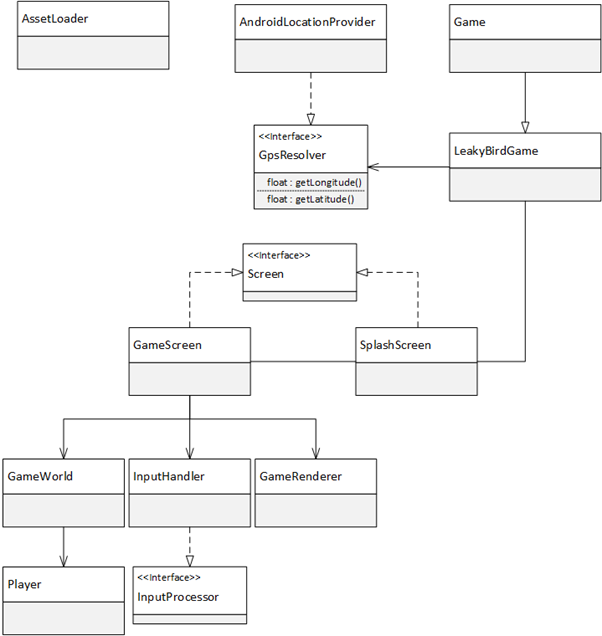 AssetLoader
AndroidLocationProvider
Game
<<Interface>>
GpsResolver
float : getLongitude()
float : getLatitude()
LeakyBirdGame
<<Interface>>
Screen
GameScreen
SplashScreen
GameWorld
InputHandler
GameRenderer
Player
<<Interface>>
InputProcessor